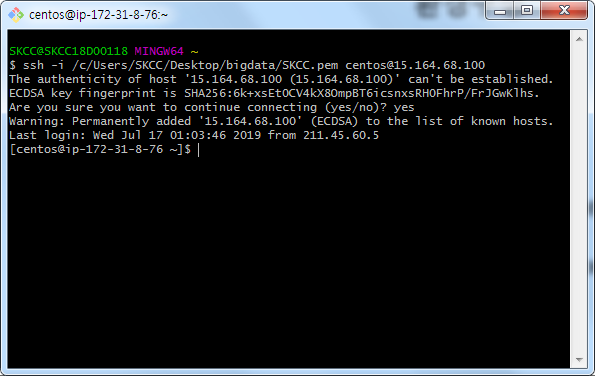 centos@ip-172-31-8-76:~
SKCC@SKCC18D00118 MINGW64 ~
$ ssh -i /c/Users/SKCC/Desktop/bigdata/SKCC.pem centos@15.164.68.100
The authenticity of host '15.164.68.100 (15.164.68.100)' can't be established.
ECDSA key fingerprint is SHA256:6k+xsEtOCV4kX8OmpBT6icsnxsRHOFhrP/FrJGwKlhs.
Are you sure you want to continue connecting (yes/no)? yes
Warning: Permanently added '15.164.68.100' (ECDSA) to the list of known hosts.
Last login: Wed Jul 17 01:03:46 2019 from 211.45.60.5
[centos@ip-172-31-8-76 ~]$